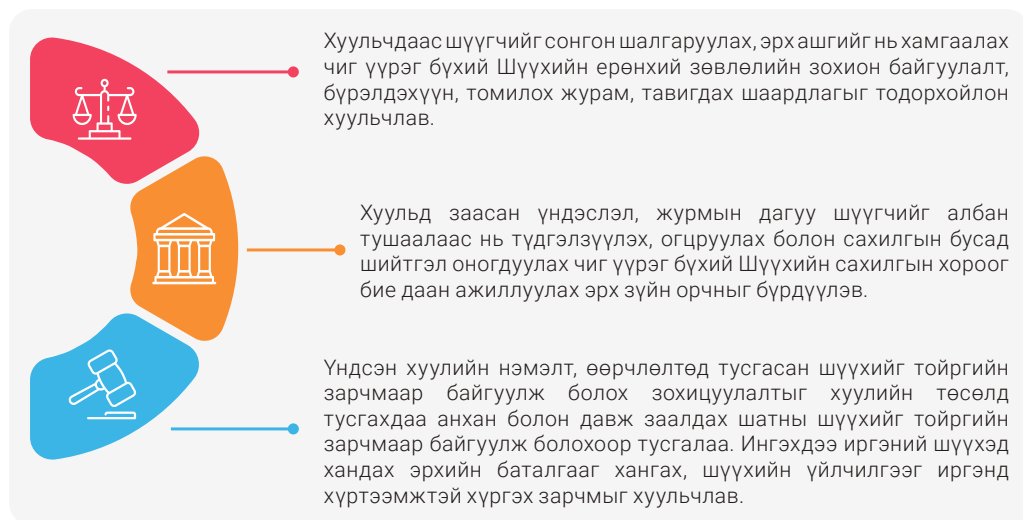 Хуульчдаас шүүгчийг сонгон шалгаруулах, эрх ашгийг нь хамгаалах
чиг үүрэг бүхий Шүүхийн ерөнхий зөвлөлийн зохион байгуулалт,
бүрэлдэхүүн, томилох журам, тавигдах шаардлагыг тодорхойлон
хуульчлав.
Хуульд заасан үндэслэл, журмын дагуу шүүгчийг албан
тушаалаас нь түдгэлзүүлэх, огцруулах болон сахилгын бусад
шийтгэл оногдуулах чиг үүрэг бүхий Шүүхийн сахилгын хороог
бие даан ажиллуулах эрх зүйн орчныг бүрдүүлэв.
Үндсэн хуулийн нэмэлт, өөрчлөлтөд тусгасан шүүхийг тойргийн
зарчмаар байгуулж болох зохицуулалтыг хуулийн төсөлд
тусгахдаа анхан болон давж заалдах шатны шүүхийг тойргийн
зарчмаар байгуулж болохоор тусгалаа. Ингэхдээ иргэний шүүхэд
хандах эрхийн баталгааг хангах, шүүхийн үйлчилгээг иргэнд
хүртээмжтэй хүргэх зарчмыг хуульчлав.